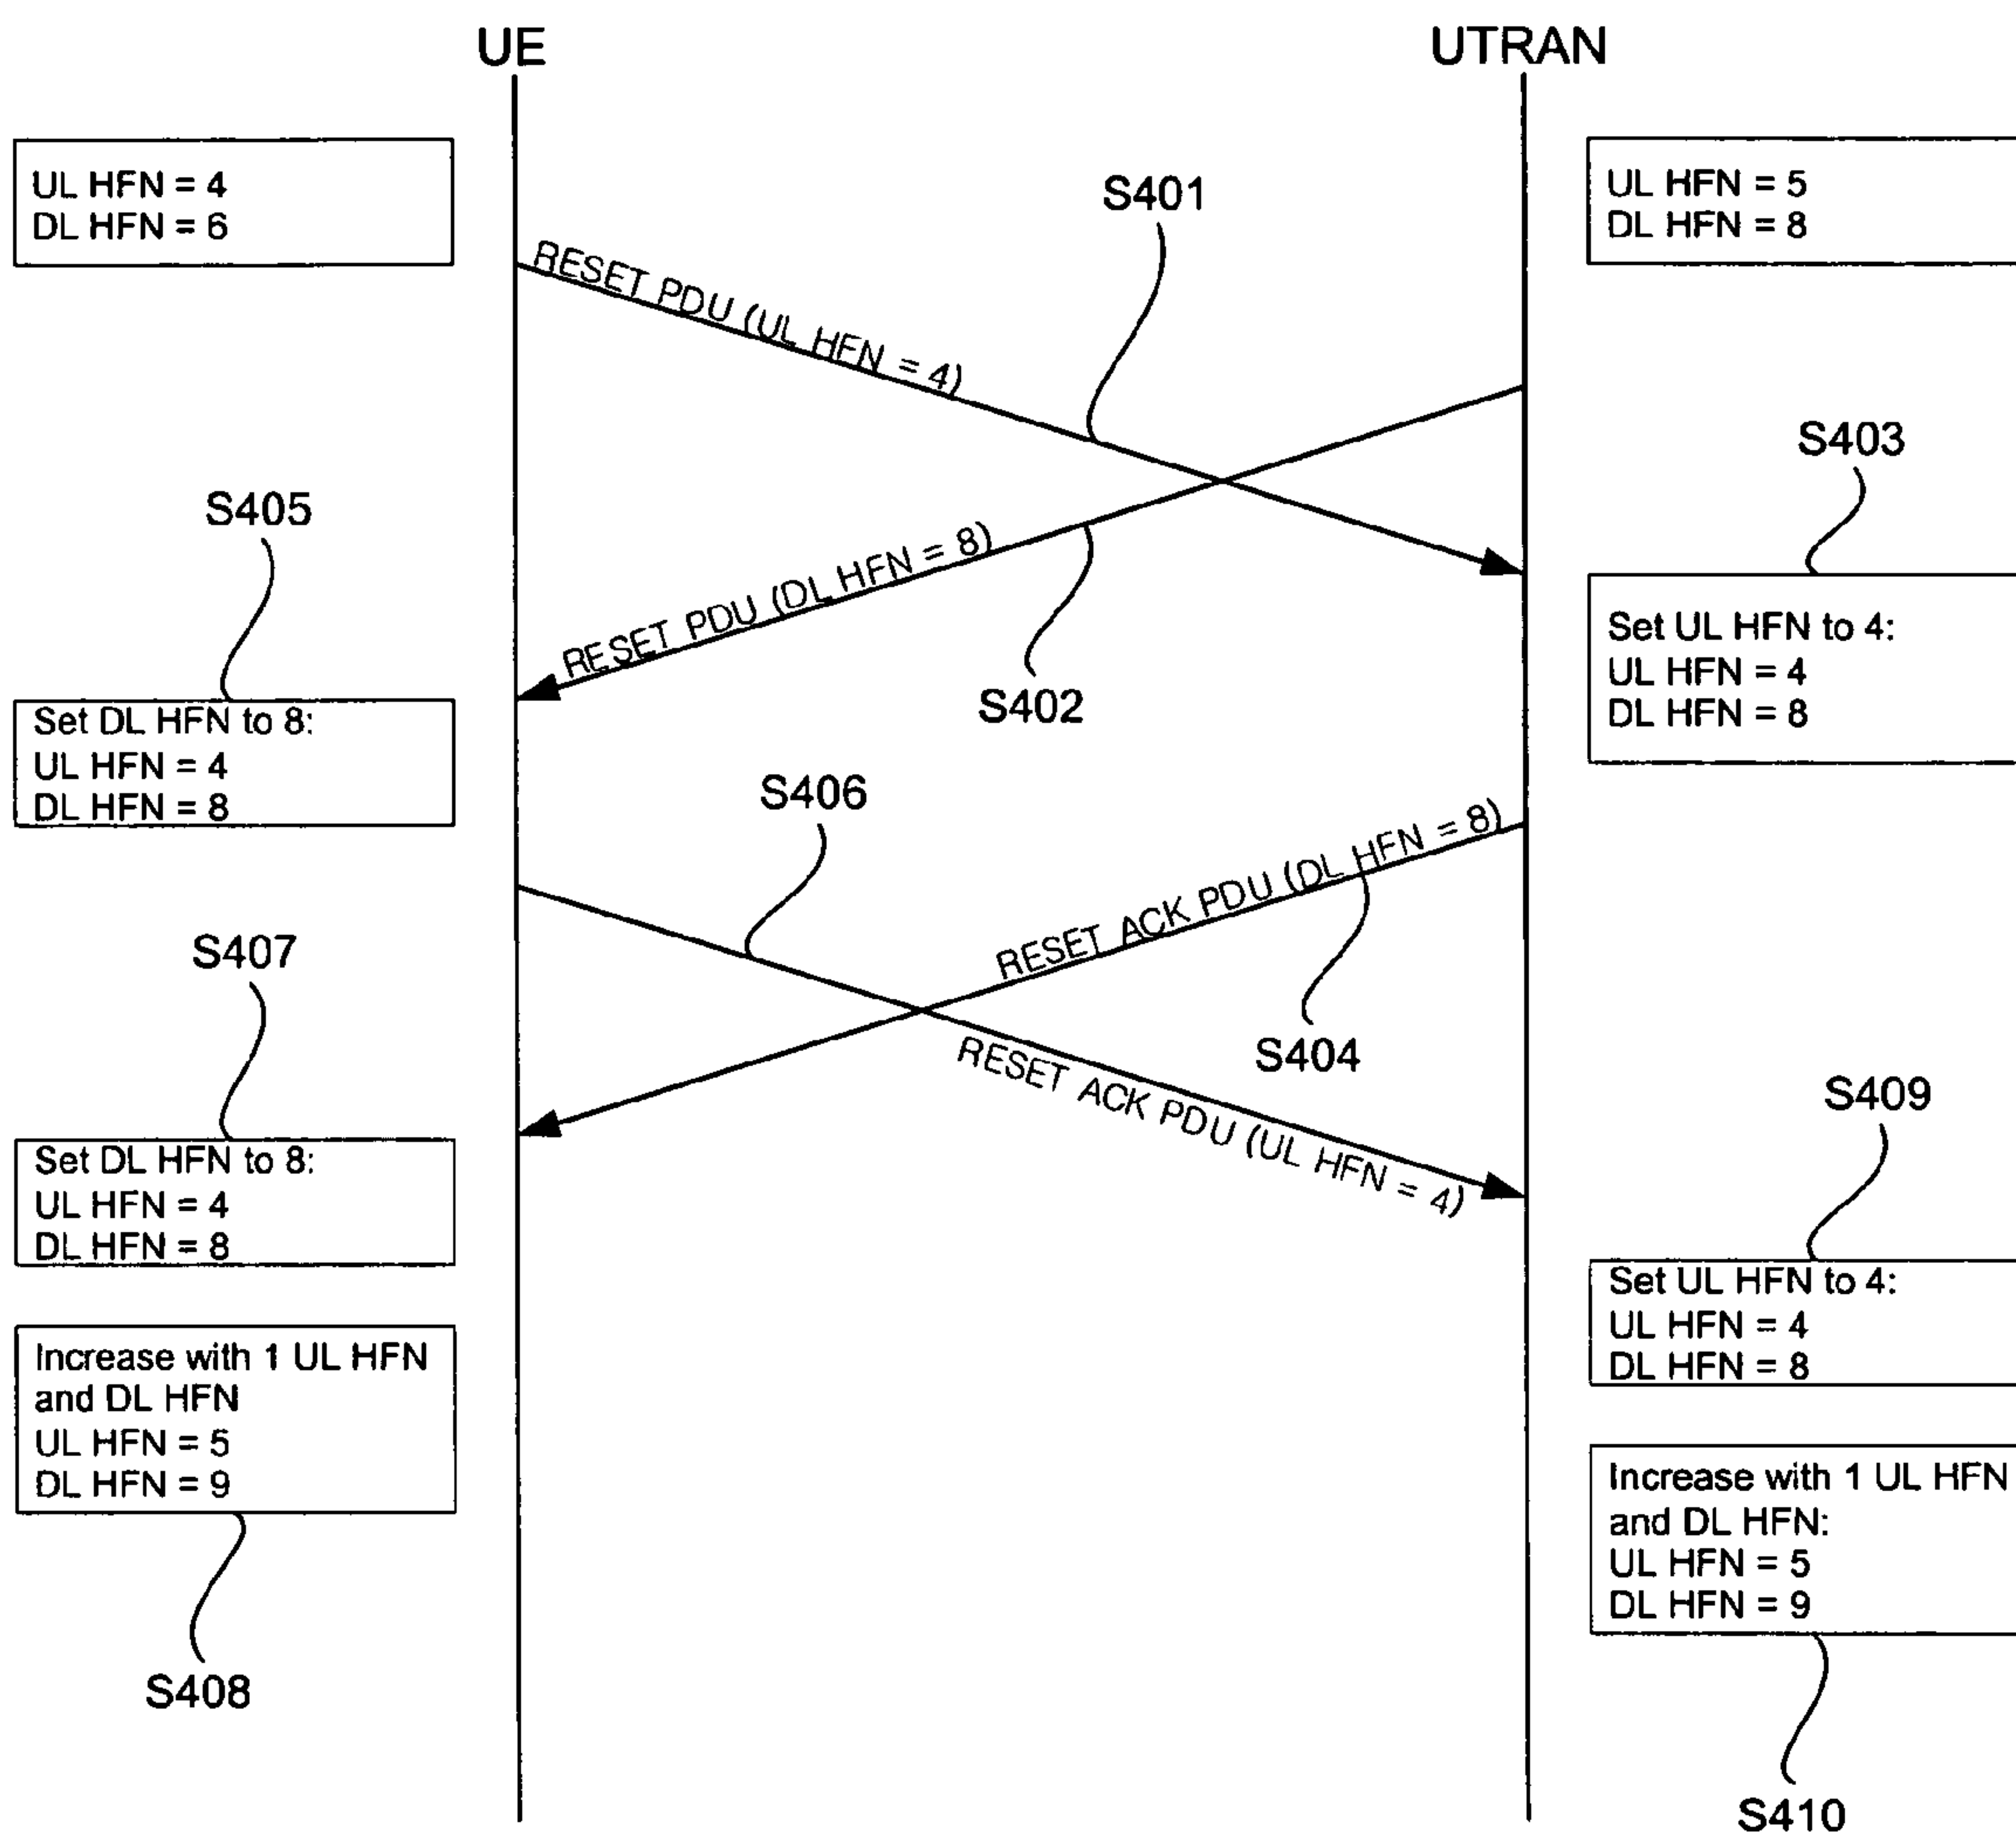 UE
UTRAN
UL HFN = 4
DL HFN = 6
UL HFN = 5
DL HFN = 8
S401
RESET PDU (UL HFN = 4)
S403
S405
RESET PDU (DL HFN = 8)
S402
Set UL HFN to 4:
UL HFN = 4
DL HFN = 8
Set DL HFN to 8:
UL HFN = 4
DL HFN = 8
S406
RESET ACK PDU (DL HFN = 8)
S407
S404
RESET ACK PDU (UL HFN = 4)
S409
Set DL HFN to 8:
UL HFN = 4
DL HFN = 8
Set UL HFN to 4:
UL HFN = 4
DL HFN = 8
Increase with 1 UL HFN
and DL HFN
UL HFN = 5
DL HFN = 9
Increase with 1 UL HFN
and DL HFN:
UL HFN = 5
DL HFN = 9
S408
S410